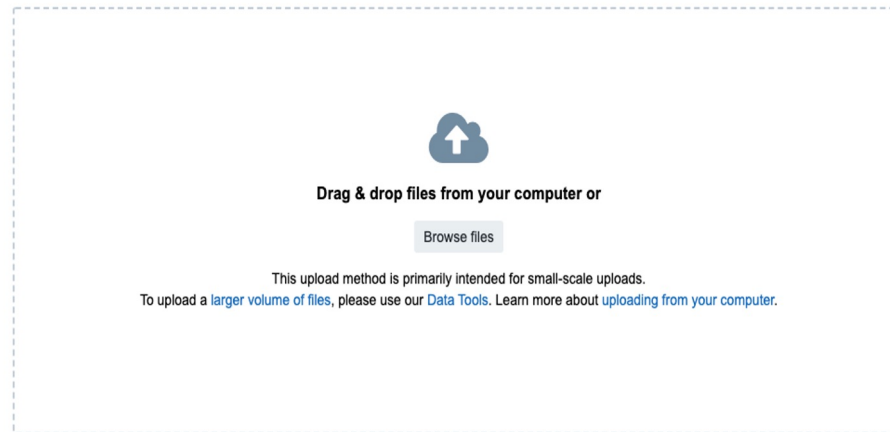 Drag & drop files from your computer or
Browse files
This upload method is primarily intended for small-scale uploads.
To upload a larger volume of files, please use our Data Tools. Learn more about uploading from your computer.